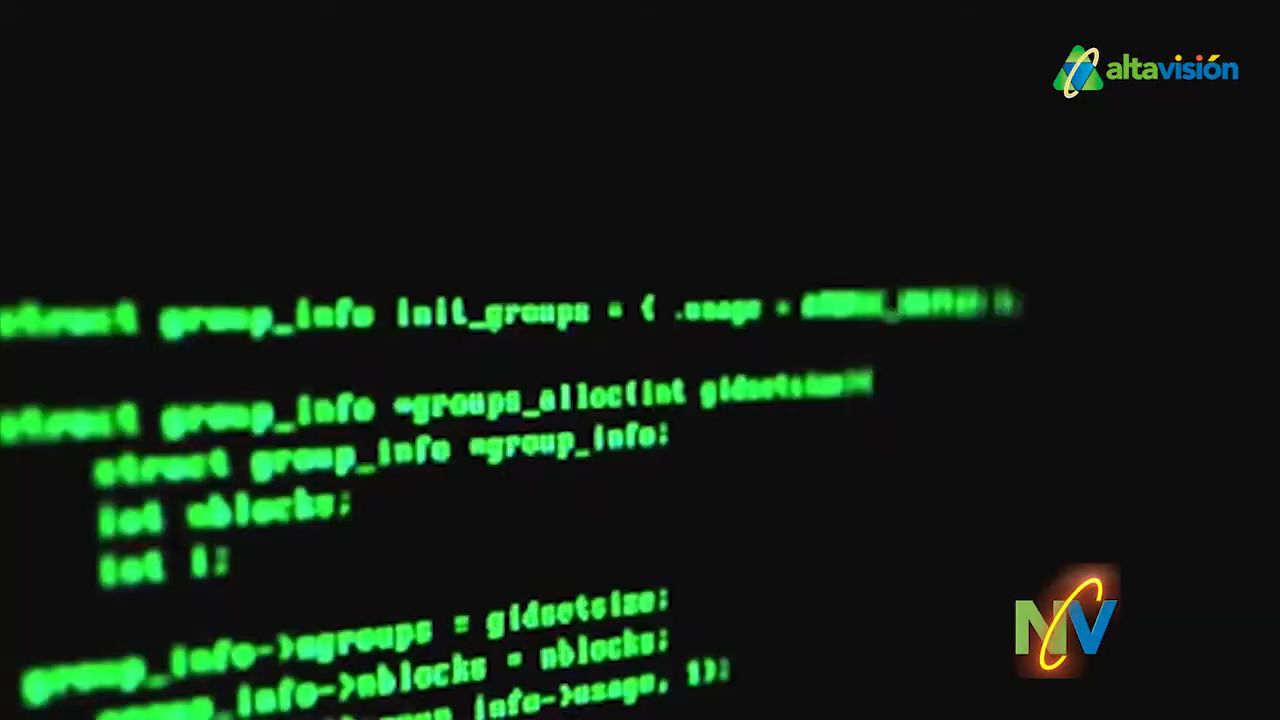 altavisión
struct group_info init_groups = { .usage =
struct group_info *groups_alloc(int gidsetsize){
struct group_info *group_info;
int nblocks;
int i;
group_info->ngroups = gidsetsize;
group_info->nblocks = nblocks;
info->usage, 1);
NV